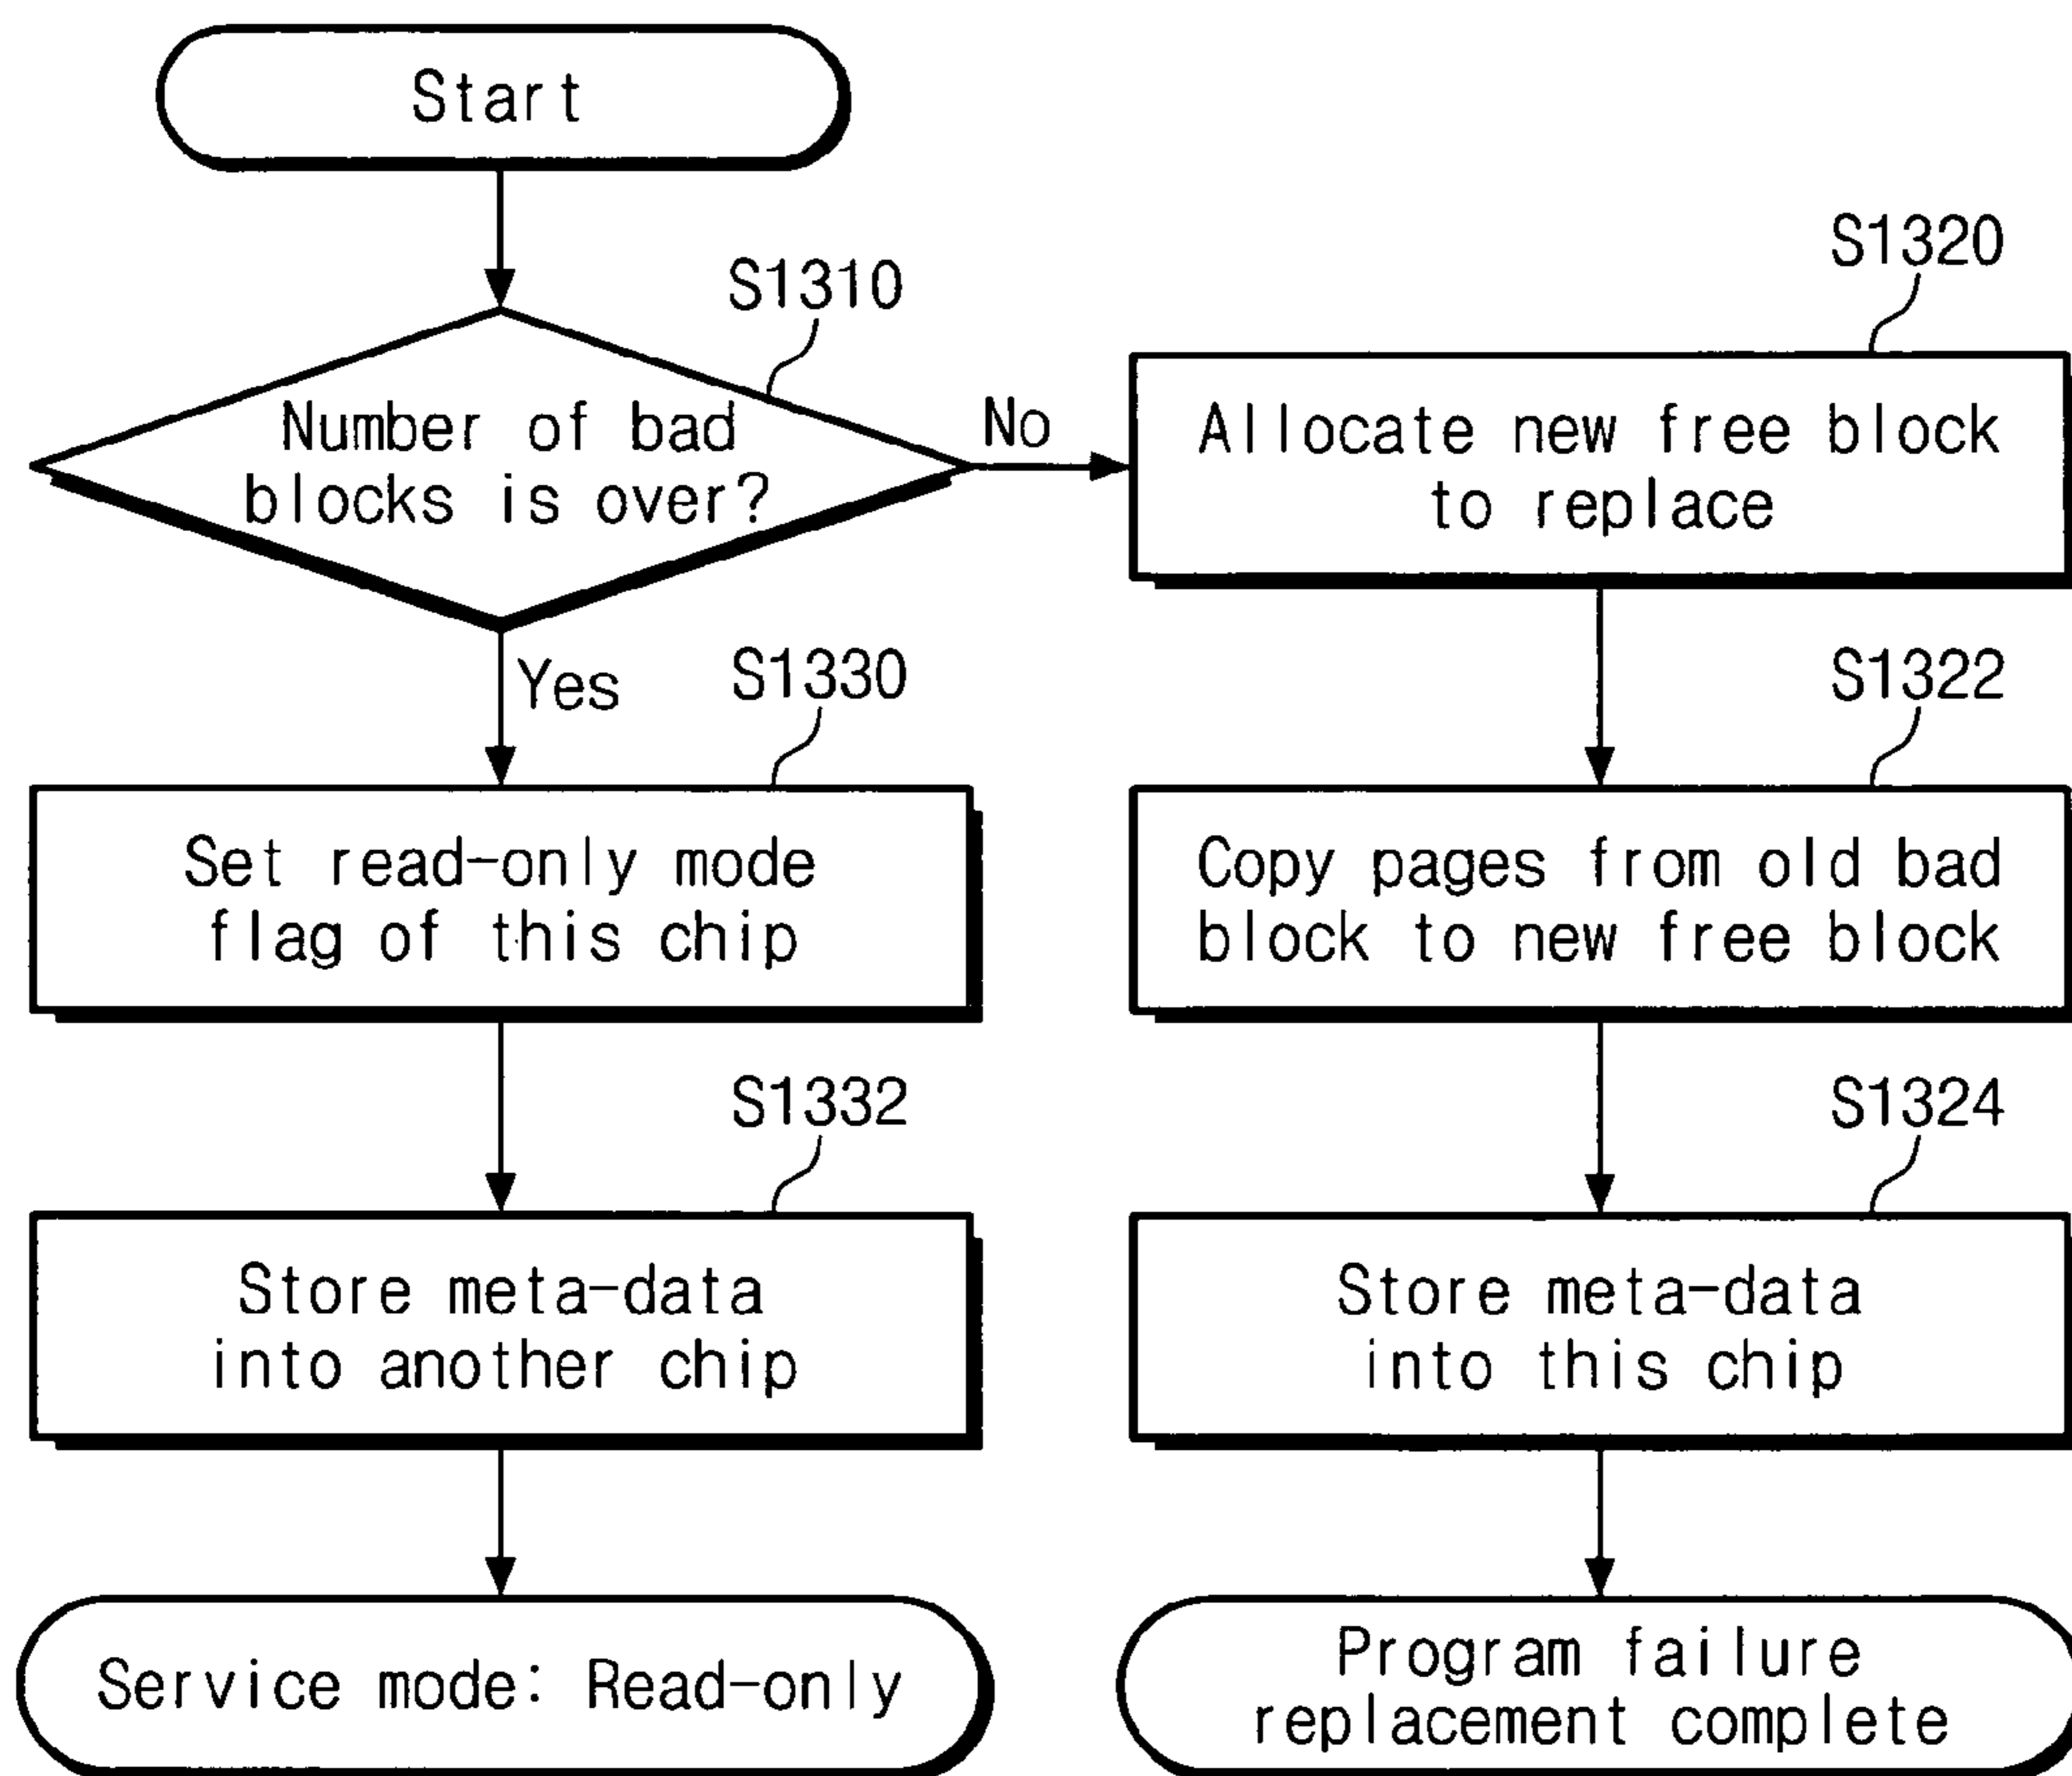 Start
S1310
Number of bad
blocks is over?
No
Yes
S1320
Allocate new free block
to replace
S1322
Copy pages from old bad
block to new free block
S1324
Store meta-data
into this chip
Program failure
replacement complete
S1330
Set read-only mode
flag of this chip
S1332
Store meta-data
into another chip
Service mode: Read-only